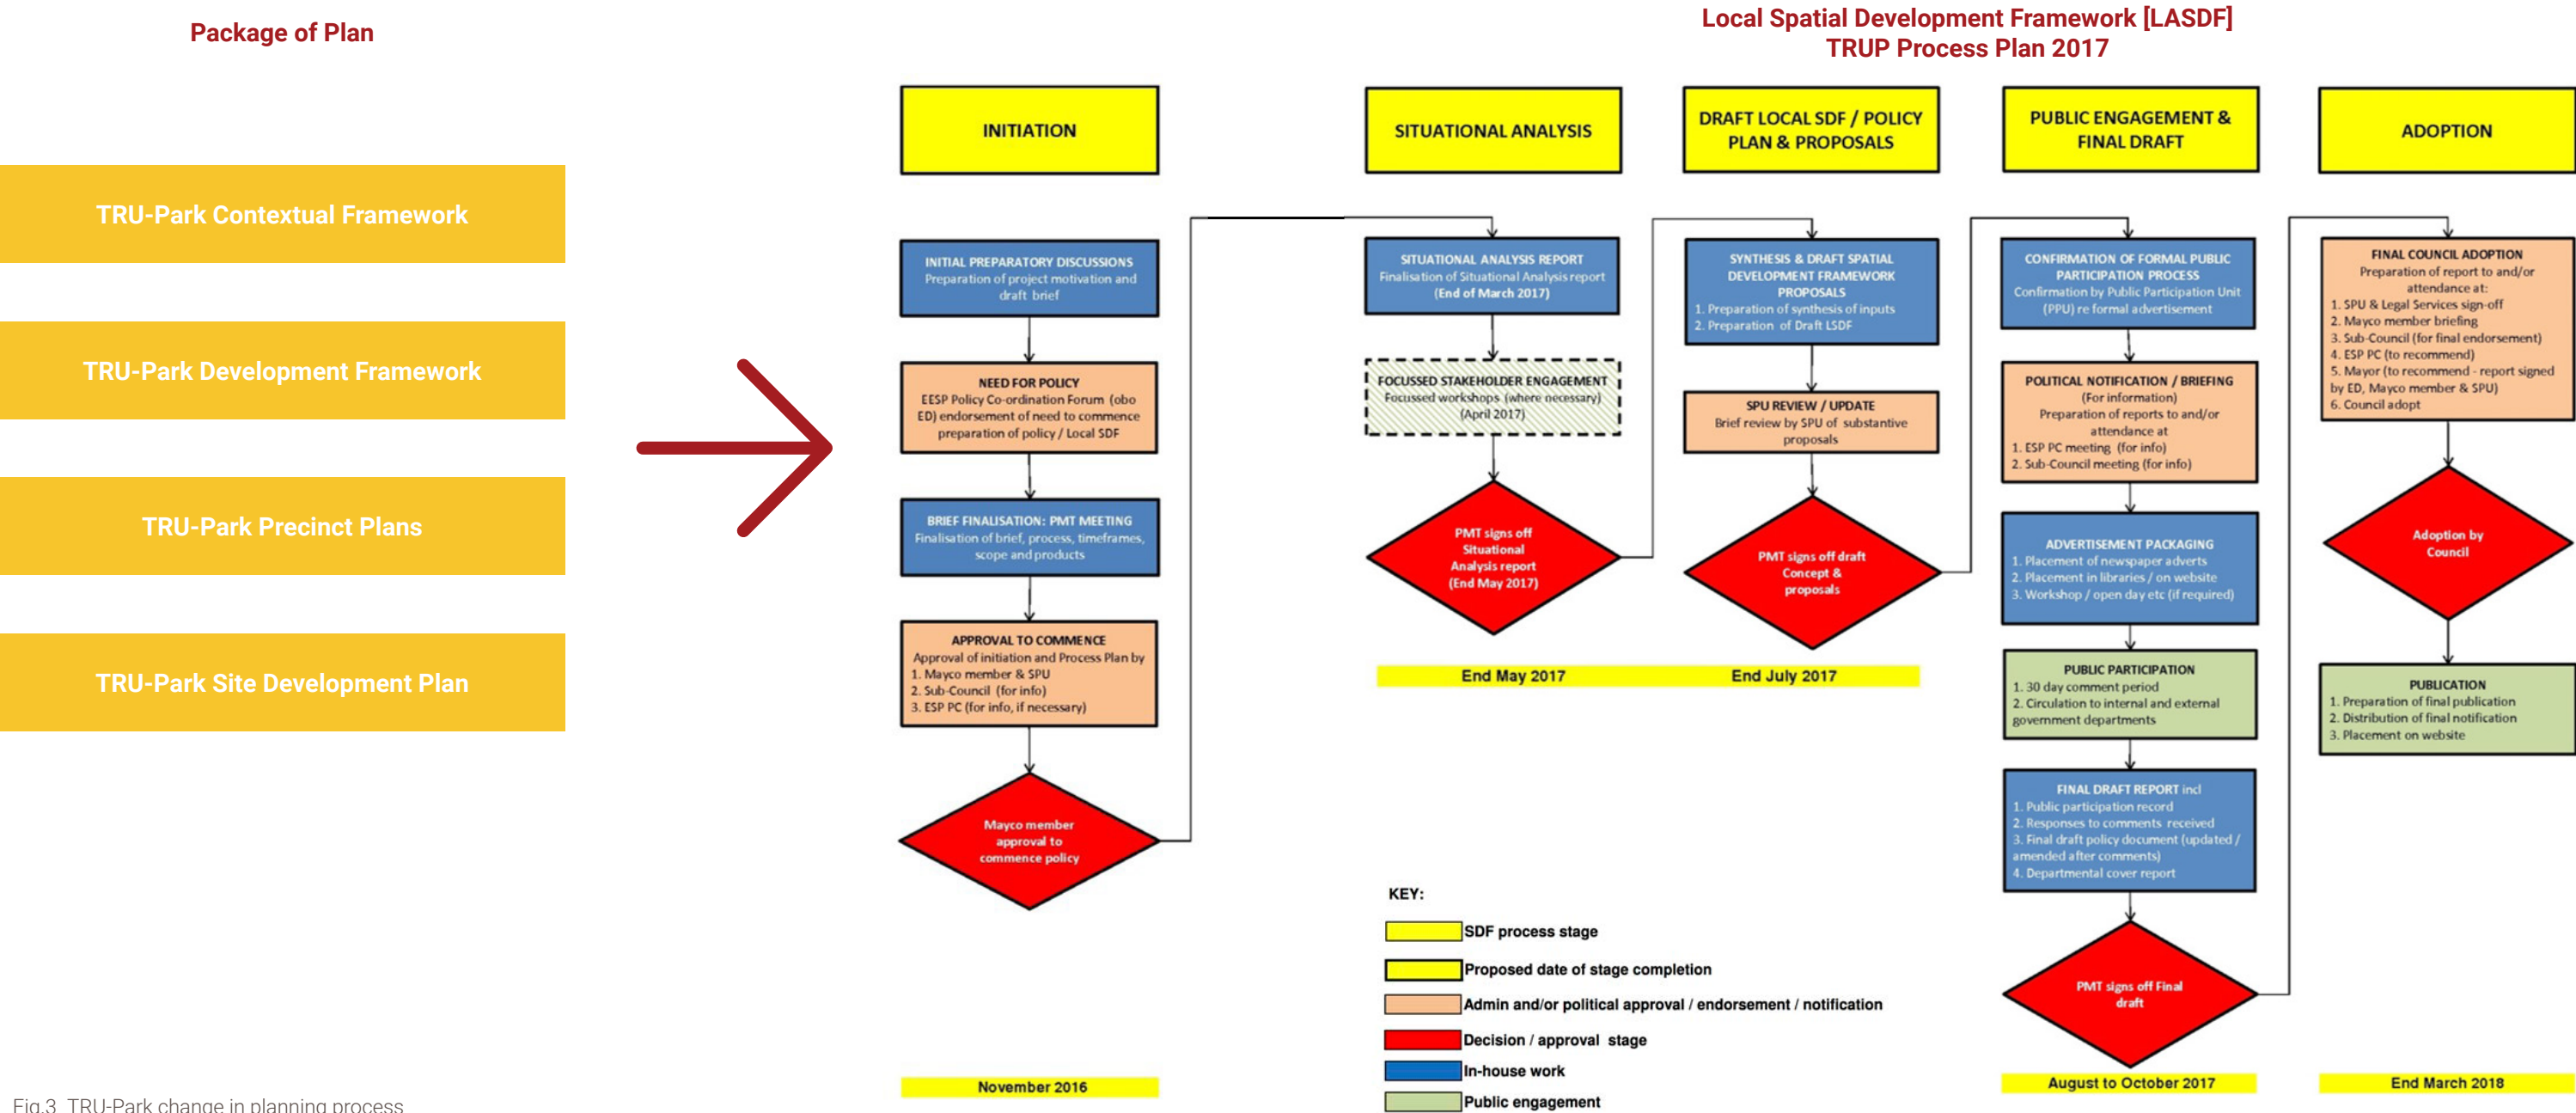 Package of Plan
TRU-Park Contextual Framework
TRU-Park Development Framework
TRU-Park Precinct Plans
TRU-Park Site Development Plan
Local Spatial Development Framework [LASDF]
TRUP Process Plan 2017
INITIATION
INITIAL PREPARATORY DISCUSSIONS
Preparation of project motivation and
draft brief
NEED FOR POLICY
EESP Policy Co-ordination Forum (obo
ED) endorsement of need to commence
preparation of policy / Local SDF
BRIEF FINALISATION: PMT MEETING
Finalisation of brief, process, timeframes,
scope and products
APPROVAL TO COMMENCE
Approval of initiation and Process Plan by
1. Mayco member & SPU
2. Sub-Council (for info)
3. ESP PC (for info, if necessary)
Mayco member
approval to
commence policy
November 2016
SITUATIONAL ANALYSIS
SITUATIONAL ANALYSIS REPORT
Finalisation of Situational Analysis report
(End of March 2017)
FOCUSSED STAKEHOLDER ENGAGEMENT
Focussed workshops (where necessary)
(April 2017)
PMT signs off
Situational
Analysis report
(End May 2017)
End May 2017
DRAFT LOCAL SDF / POLICY
PLAN & PROPOSALS
SYNTHESIS & DRAFT SPATIAL
DEVELOPMENT FRAMEWORK
PROPOSALS
1. Preparation of synthesis of inputs
2. Preparation of Draft LSDF
SPU REVIEW / UPDATE
Brief review by SPU of substantive
proposals
PMT signs off draft
Concept &
proposals
End July 2017
PUBLIC ENGAGEMENT &
FINAL DRAFT
CONFIRMATION OF FORMAL PUBLIC
PARTICIPATION PROCESS
Confirmation by Public Participation Unit
(PPU) re formal advertisement
POLITICAL NOTIFICATION / BRIEFING
(For information)
Preparation of reports to and/or
attendance at
1. ESP PC meeting (for info)
2. Sub-Council meeting (for info)
ADVERTISEMENT PACKAGING
1. Placement of newspaper adverts
2. Placement in libraries / on website
3. Workshop / open day etc (if required)
PUBLIC PARTICIPATION
1. 30 day comment period
2. Circulation to internal and external
government departments
FINAL DRAFT REPORT incl
1. Public participation record
2. Responses to comments received
3. Final draft policy document (updated /
amended after comments)
4. Departmental cover report
PMT signs off Final
draft
August to October 2017
ADOPTION
FINAL COUNCIL ADOPTION
Preparation of report to and/or
attendance at:
1. SPU & Legal Services sign-off
2. Mayco member briefing
3. Sub-Council (for final endorsement)
4. ESP PC (to recommend)
5. Mayor (to recommend - report signed
by ED, Mayco member & SPU)
6. Council adopt
Adoption by
Council
PUBLICATION
1. Preparation of final publication
2. Distribution of final notification
3. Placement on website
End March 2018
KEY:
SDF process stage
Proposed date of stage completion
Admin and/or political approval / endorsement / notification
Decision / approval stage
In-house work
Public engagement
Fig.3 TRU-Park change in planning process